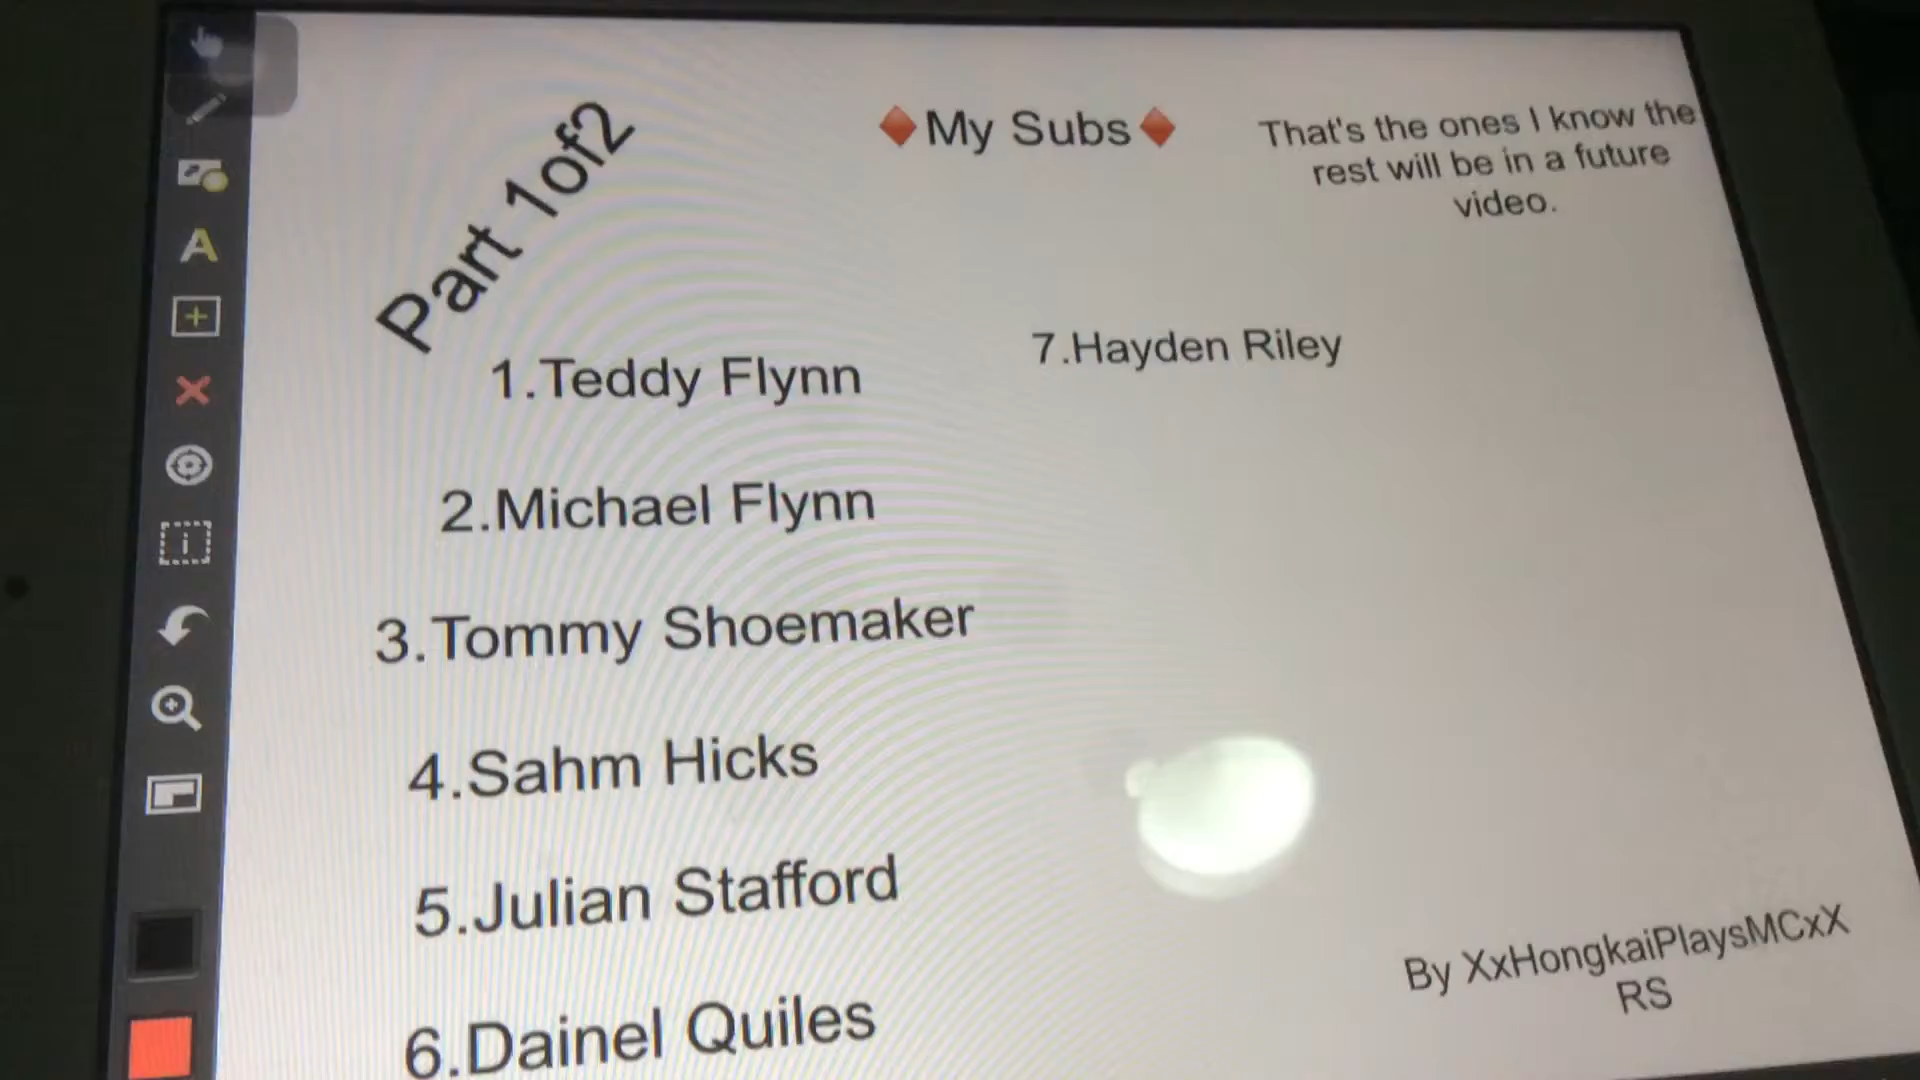 Part 1of2
♦My Subs♦
That's the ones I know the
rest will be in a future
video.
1.Teddy Flynn
2.Michael Flynn
3.Tommy Shoemaker
4.Sahm Hicks
5.Julian Stafford
6.Dainel Quiles
7.Hayden Riley
By XxHongkaiPlaysMCxX
RS